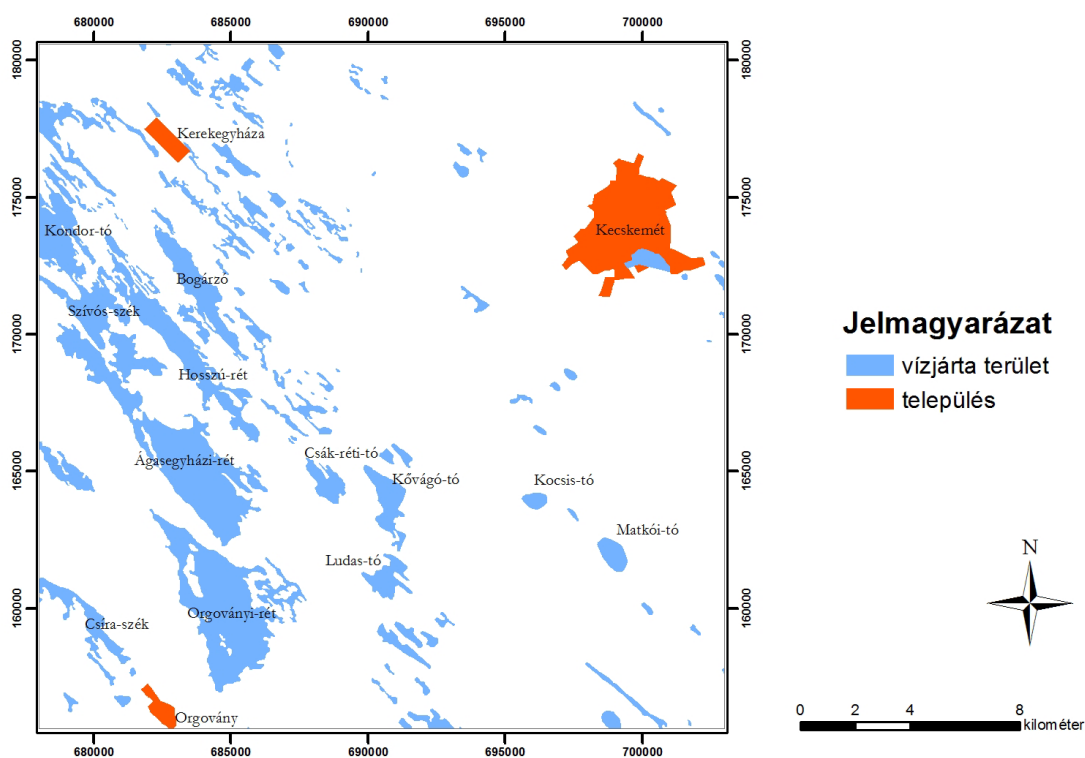 680000 685000 690000 695000 700000
180000 180000
Kerekegyháza
175000 175000
Kondor-tó
Kecskemét
Bogárzó
Szívós-szék
170000 170000
Hosszú-rét
Csák-réti-tó
Ágasegyházi-rét
165000 165000
Kővágó-tó
Kocsis-tó
Matkói-tó
Ludas-tó
160000 160000
Orgoványi-rét
Csíra-szék
Orgovány
680000 685000 690000 695000 700000
Jelmagyarázat
vízjárta terület
település
N
0 2 4 8
kilométer